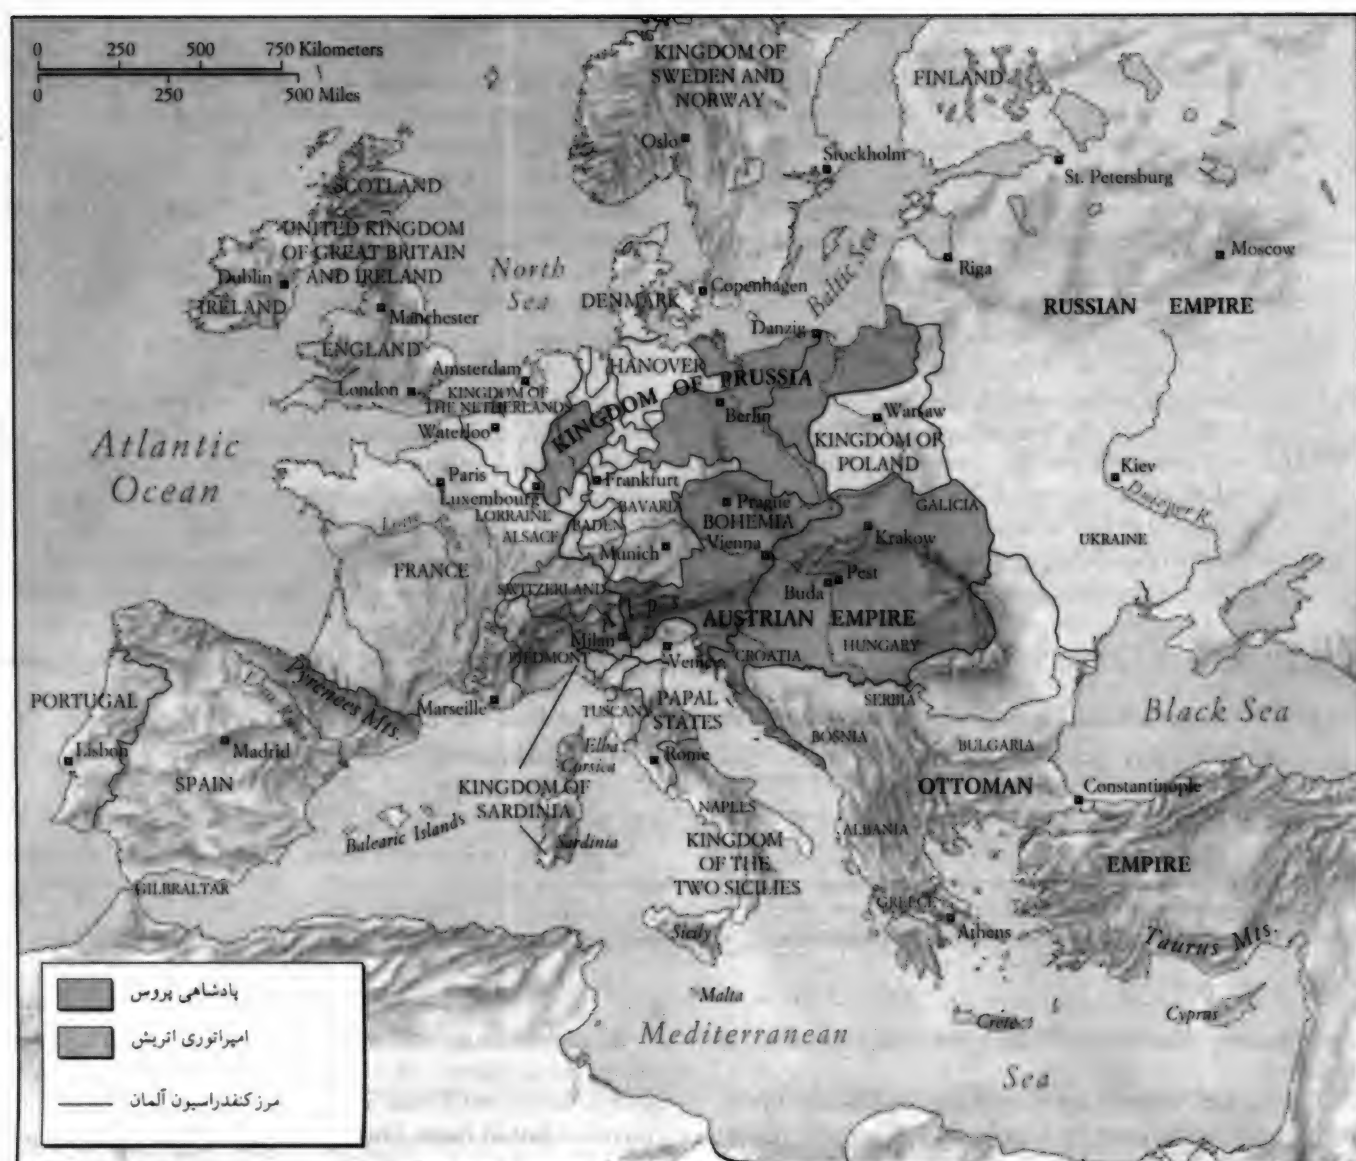 0 250 500 750 Kilometers
0 250 500 Miles
KINGDOM OF
SWEDEN AND
NORWAY
FINLAND
Oslo
Stockholm
St. Petersburg
SCOTLAND
UNITED KINGDOM
OF GREAT BRITAIN
AND IRELAND
Dublin
IRELAND
Manchester
ENGLAND
London
North
Sea
DENMARK
Copenhagen
Baltic Sea
Riga
Moscow
RUSSIAN EMPIRE
Danzig
HANOVER
Amsterdam
KINGDOM OF
THE NETHERLANDS
KINGDOM OF PRUSSIA
Berlin
Waterloo
Warsaw
KINGDOM OF
POLAND
Atlantic
Ocean
Paris
Luxembourg
Frankfurt
LORRAINE
ALSACE
BADEN
BAVARIA
Prague
BOHEMIA
GALICIA
Kiev
Dnieper R.
UKRAINE
Loire
Munich
Vienna
Krakow
FRANCE
SWITZERLAND
Buda
Pest
Alps
AUSTRIAN EMPIRE
Milan
PIEDMONT
Venice
CROATIA
HUNGARY
PORTUGAL
Pyrenees Mts.
Marseille
TUSCANY
PAPAL
STATES
SERBIA
BOSNIA
Black Sea
Lisbon
Madrid
SPAIN
Elba
Corsica
Rome
BULGARIA
OTTOMAN
Constantinople
KINGDOM OF
SARDINIA
NAPLES
Balearic Islands
Sardinia
KINGDOM
OF THE
TWO SICILIES
ALBANIA
EMPIRE
GILBRALTAR
GREECE
Athens
Sicily
Taurus Mts.
Malta
Mediterranean
Sea
Cyprus
پادشاهی پروس
امپراتوری اتریش
مرز کنفدراسیون آلمان